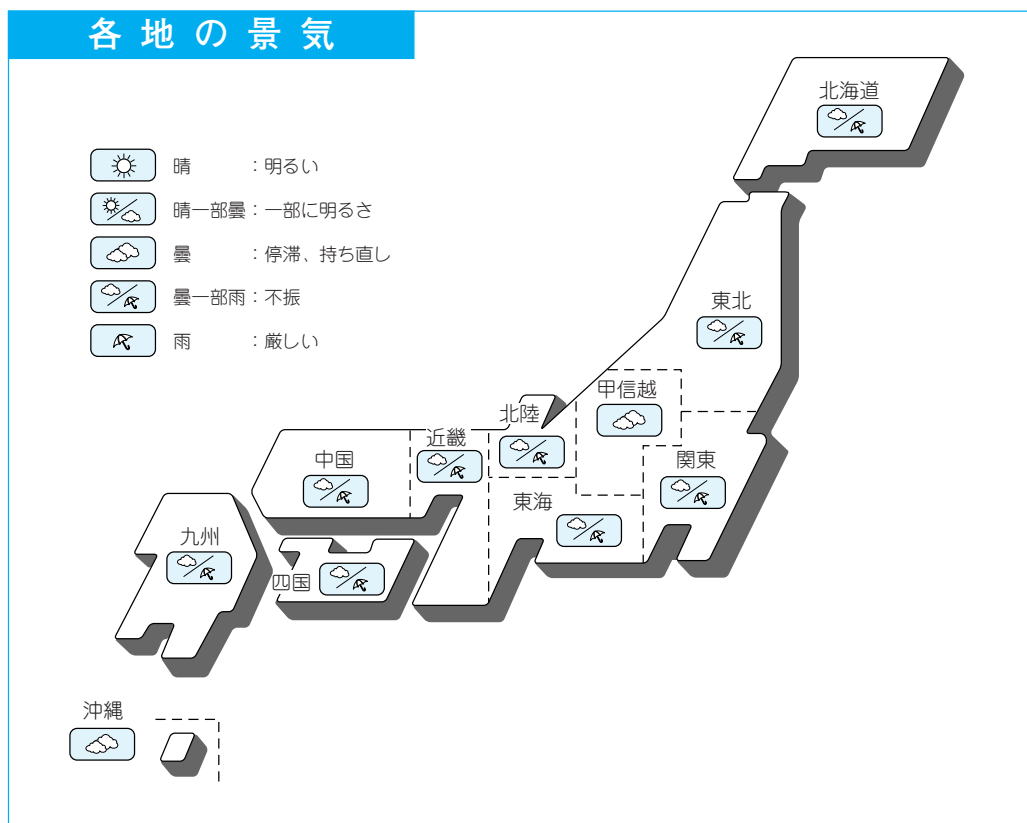 各地の景気
北海道
晴 ：明るい
晴一部曇：一部に明るさ
曇 ：停滞、持ち直し
曇一部雨：不振
雨 ：厳しい
東北
甲信越
北陸
近畿
中国
関東
東海
九州
四国
沖縄